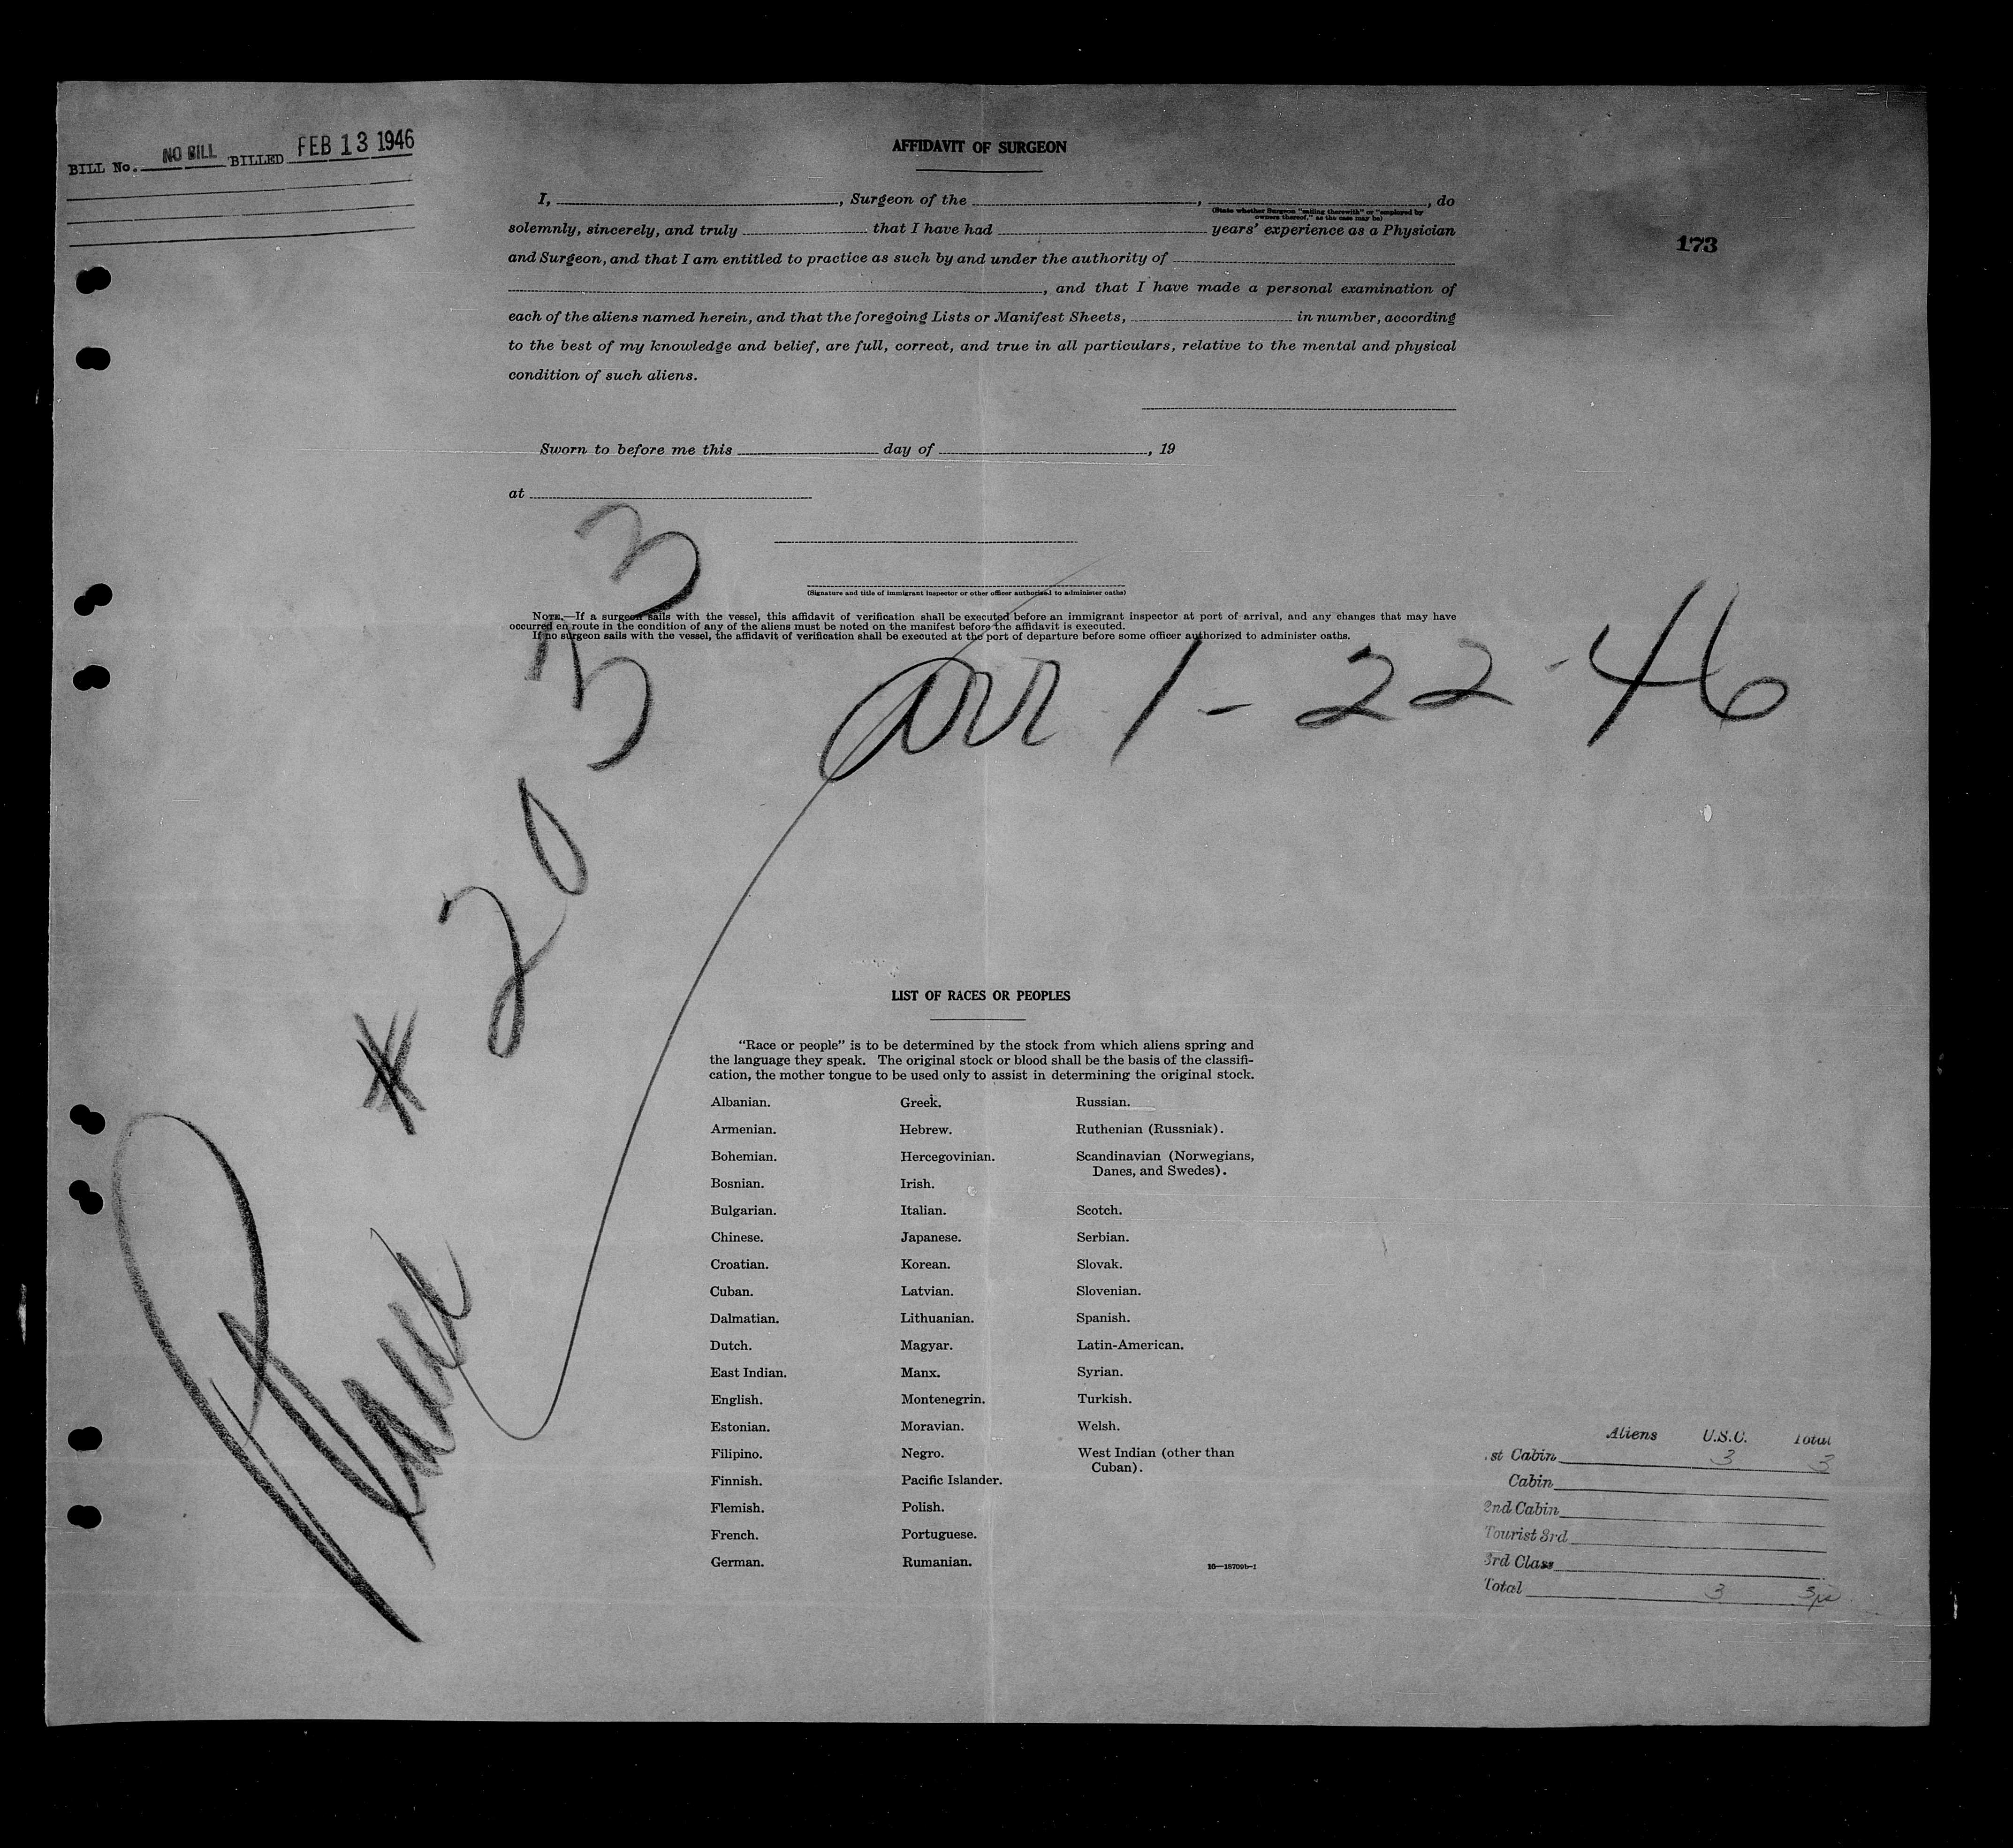 BILL No. NO BILL BILLED FEB 13 1946
AFFIDAVIT OF SURGEON
I, , Surgeon of the , , do
(State whether Surgeon "sailing therewith" or "employed by
owners thereof," as the case may be)
solemnly, sincerely, and truly that I have had years' experience as a Physician
173
and Surgeon, and that I am entitled to practice as such by and under the authority of
, and that I have made a personal examination of
each of the aliens named herein, and that the foregoing Lists or Manifest Sheets, in number, according
to the best of my knowledge and belief, are full, correct, and true in all particulars, relative to the mental and physical
condition of such aliens.
Sworn to before me this day of , 19
at
(Signature and title of immigrant inspector or other officer authorized to administer oaths)
NOTE.—If a surgeon sails with the vessel, this affidavit of verification shall be executed before an immigrant inspector at port of arrival, and any changes that may have
occurred en route in the condition of any of the aliens must be noted on the manifest before the affidavit is executed.
If no surgeon sails with the vessel, the affidavit of verification shall be executed at the port of departure before some officer authorized to administer oaths.
arr 1-22-46
Plane # 2033
LIST OF RACES OR PEOPLES
"Race or people" is to be determined by the stock from which aliens spring and
the language they speak. The original stock or blood shall be the basis of the classifi-
cation, the mother tongue to be used only to assist in determining the original stock.
Albanian. Greek. Russian.
Armenian. Hebrew. Ruthenian (Russniak).
Bohemian. Hercegovinian. Scandinavian (Norwegians,
Danes, and Swedes).
Bosnian. Irish.
Bulgarian. Italian. Scotch.
Chinese. Japanese. Serbian.
Croatian. Korean. Slovak.
Cuban. Latvian. Slovenian.
Dalmatian. Lithuanian. Spanish.
Dutch. Magyar. Latin-American.
East Indian. Manx. Syrian.
English. Montenegrin. Turkish.
Estonian. Moravian. Welsh.
Filipino. Negro. West Indian (other than
Cuban).
Finnish. Pacific Islander.
Flemish. Polish.
French. Portuguese.
German. Rumanian.
16—18709b-1
Aliens U.S.C. Total
st Cabin 3 3
Cabin
2nd Cabin
Tourist 3rd
3rd Class
Total 3 3